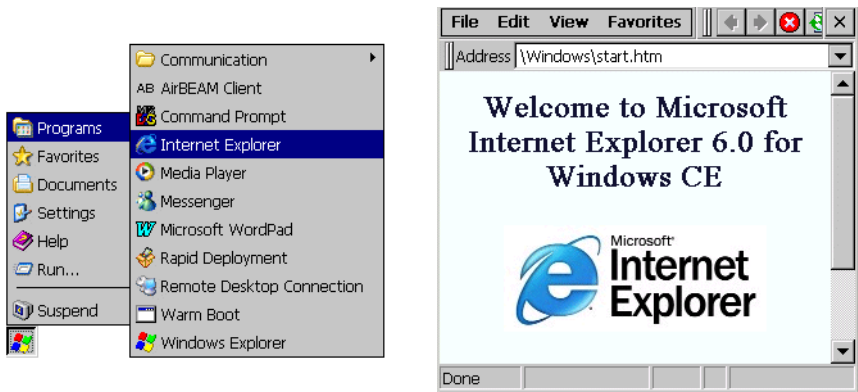 Programs
Favorites
Documents
Settings
Help
Run...
Suspend
Communication
AB AirBEAM Client
Command Prompt
Internet Explorer
Media Player
Messenger
Microsoft WordPad
Rapid Deployment
Remote Desktop Connection
Warm Boot
Windows Explorer
File Edit View Favorites
Address \Windows\start.htm
Welcome to Microsoft
Internet Explorer 6.0 for
Windows CE
Microsoft
Internet
Explorer
Done